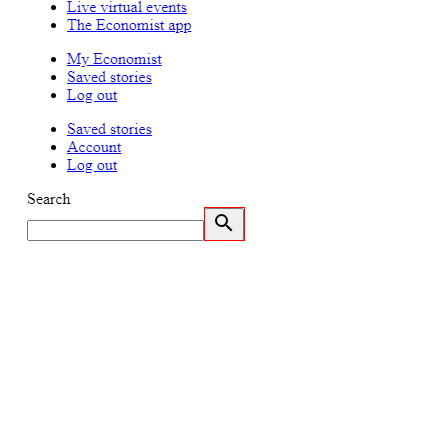 Live virtual events
The Economist app
My Economist
Saved stories
Log out
Saved stories
Account
Log out
Search